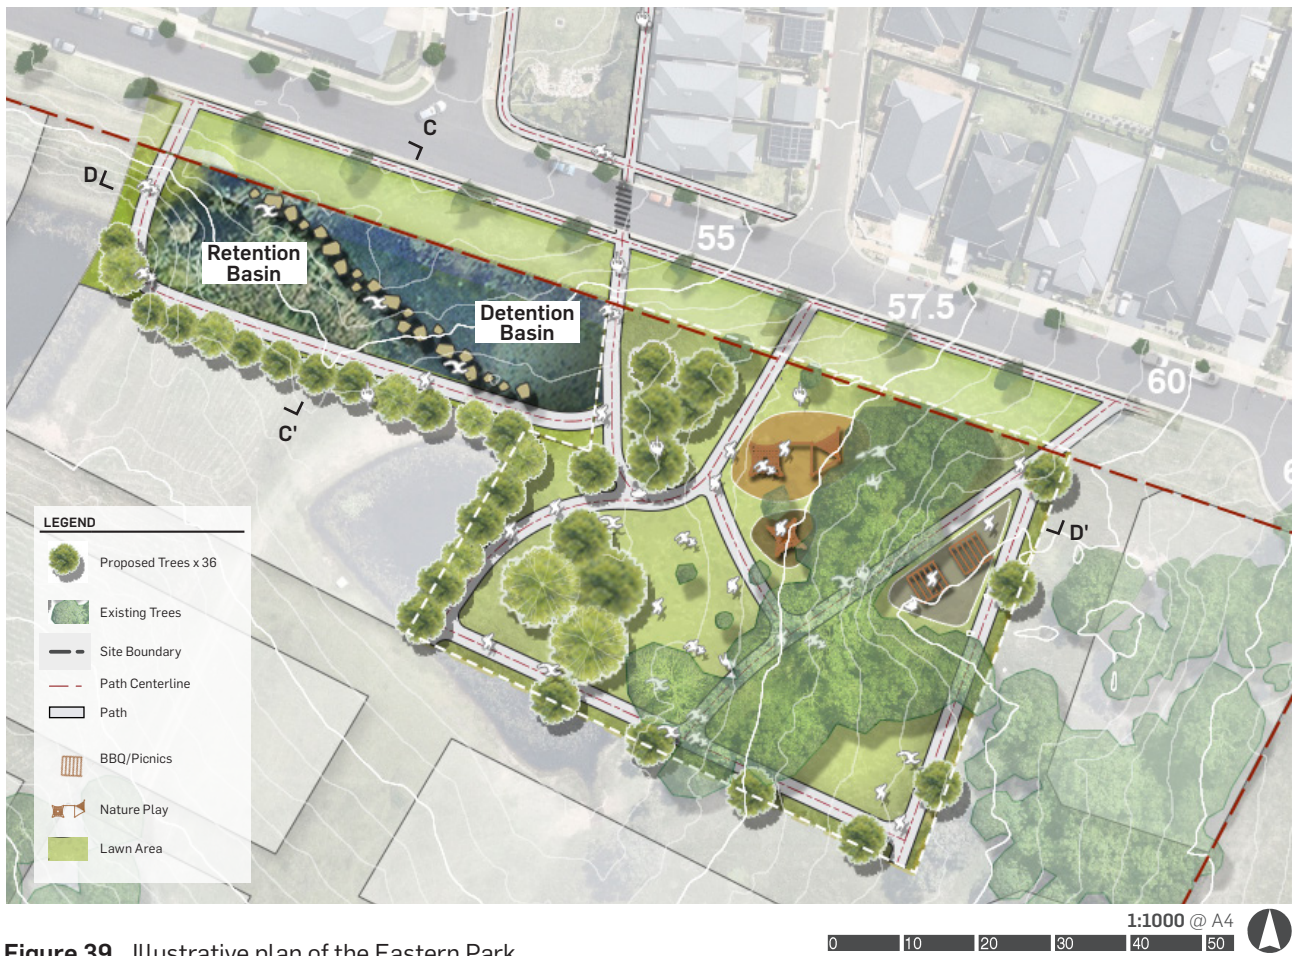 C
D
55
Retention
Basin
Detention
Basin
57.5
60
C'
D'
LEGEND
Proposed Trees x 36
Existing Trees
Site Boundary
Path Centerline
Path
BBQ/Picnics
Nature Play
Lawn Area
1:1000 @ A4
0 10 20 30 40 50
Figure 39 Illustrative plan of the Eastern Park